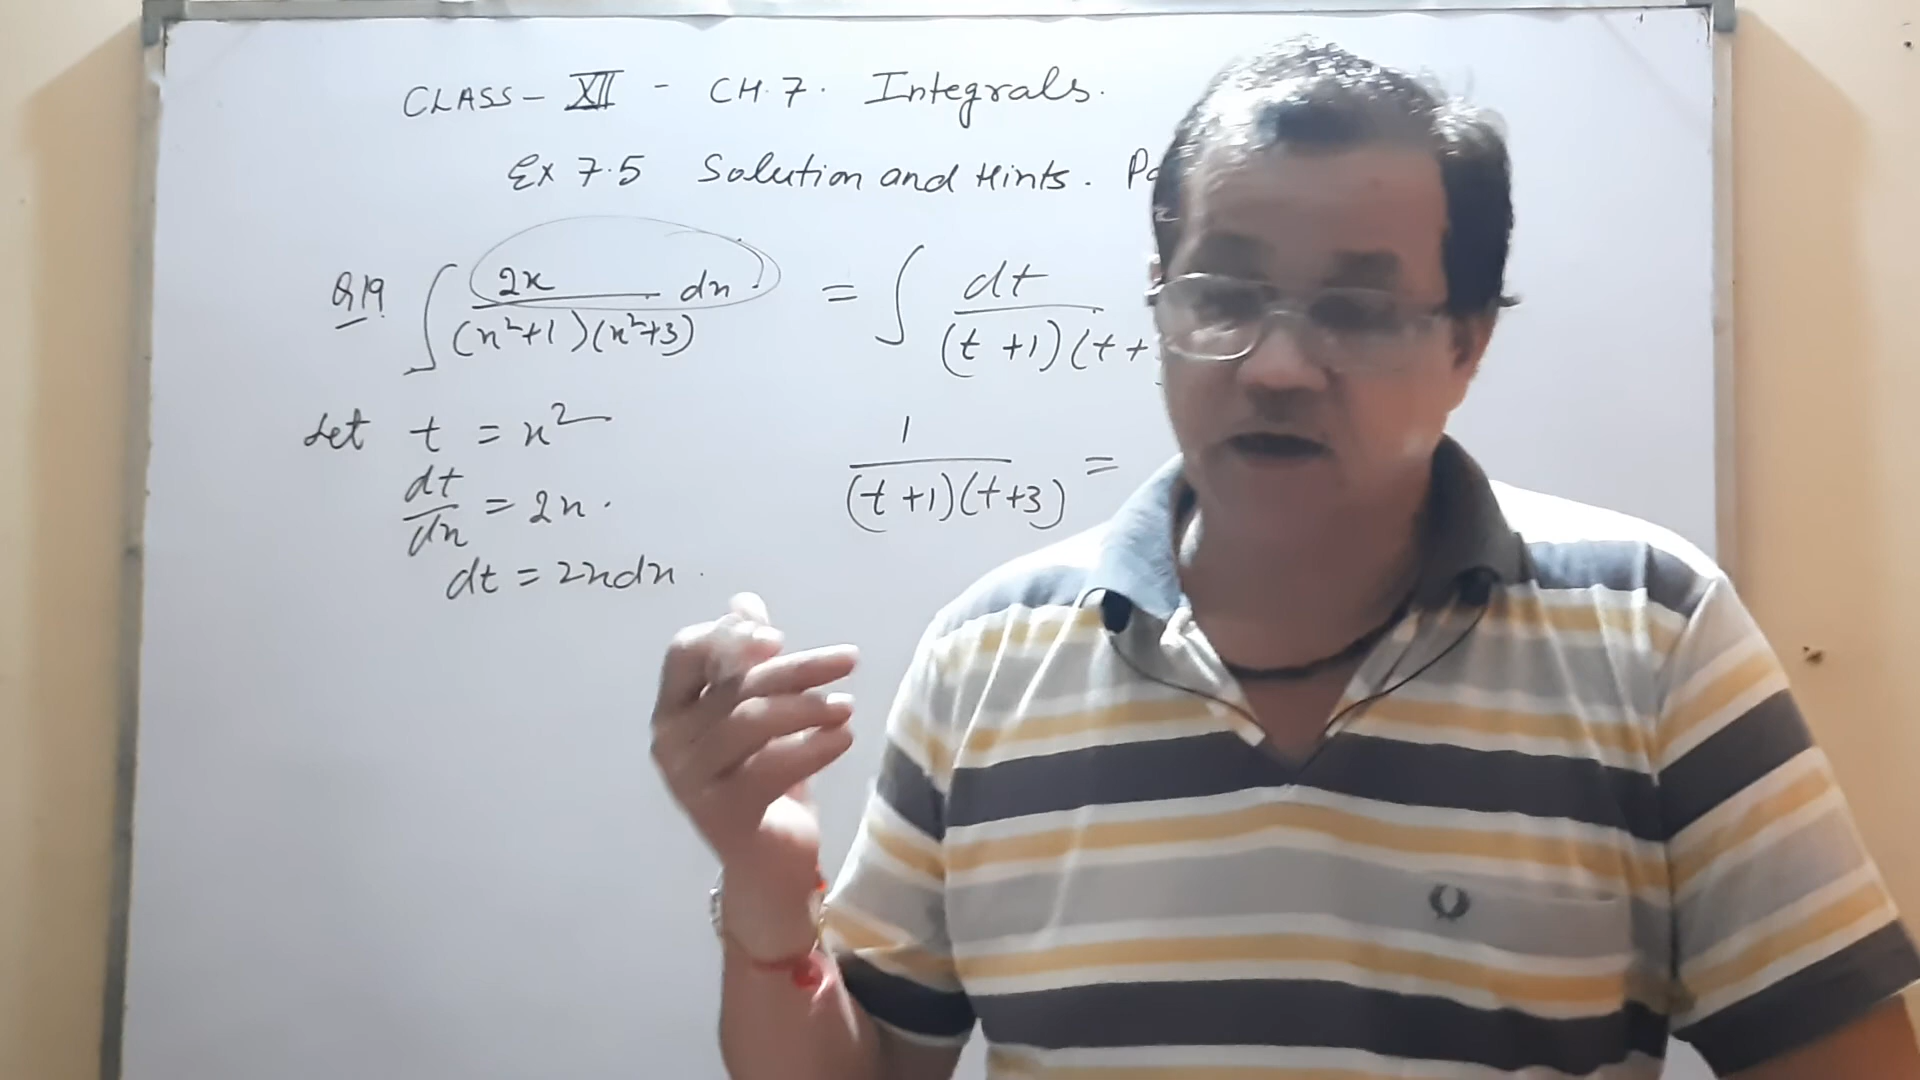 CLASS - XII - CH.7. Integrals.
Ex 7.5 Solution and Hints.
Q19. ∫ 2x/((x²+1)(x²+3)) dx = ∫ dt/((t+1)(t+
Let t = x²
dt/dx = 2x.
1/((t+1)(t+3)) =
dt = 2xdx.